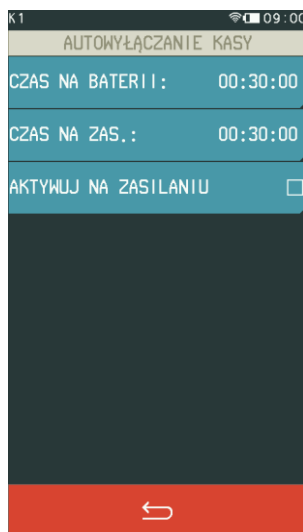 K1 09:00
AUTOWYŁĄCZANIE KASY
CZAS NA BATERII: 00:30:00
CZAS NA ZAS.: 00:30:00
AKTYWUJ NA ZASILANIU